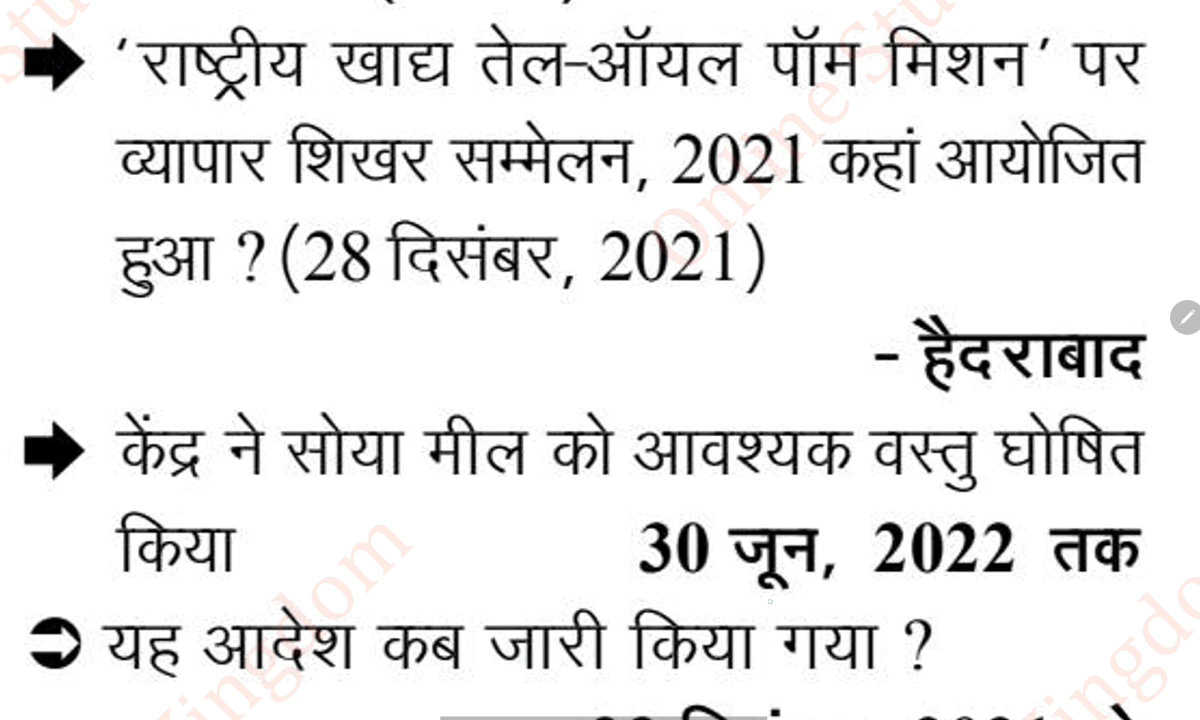 ➡ ‘राष्ट्रीय खाद्य तेल-ऑयल पॉम मिशन’ पर
व्यापार शिखर सम्मेलन, 2021 कहां आयोजित
हुआ ? (28 दिसंबर, 2021)
- हैदराबाद
➡ केंद्र ने सोया मील को आवश्यक वस्तु घोषित
किया 30 जून, 2022 तक
➲ यह आदेश कब जारी किया गया ?